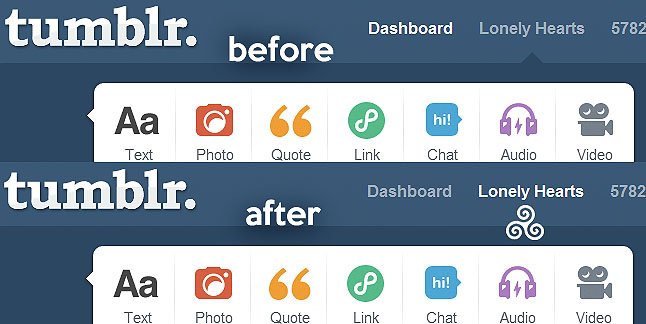 tumblr. before Dashboard Lonely Hearts 5782
Aa “ hi!
Text Photo Quote Link Chat Audio Video
tumblr. after Dashboard Lonely Hearts 5782
Aa “ hi!
Text Photo Quote Link Chat Audio Video